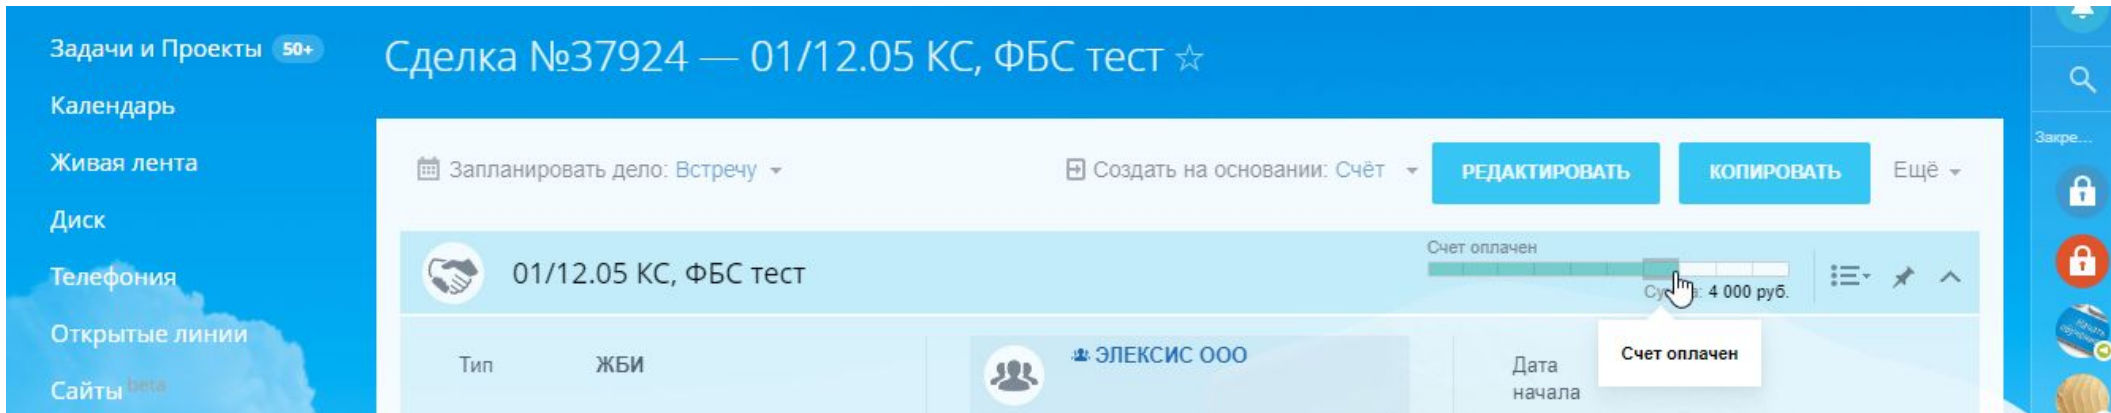 Задачи и Проекты 50+
Календарь
Живая лента
Диск
Телефония
Открытые линии
Сайты beta
Сделка №37924 — 01/12.05 КС, ФБС тест
Запланировать дело: Встречу
Создать на основании: Счёт
РЕДАКТИРОВАТЬ
КОПИРОВАТЬ
Ещё
01/12.05 КС, ФБС тест
Счет оплачен
4 000 руб.
Счет оплачен
Тип ЖБИ
ЭЛЕКСИС ООО
Дата
начала
Закре...